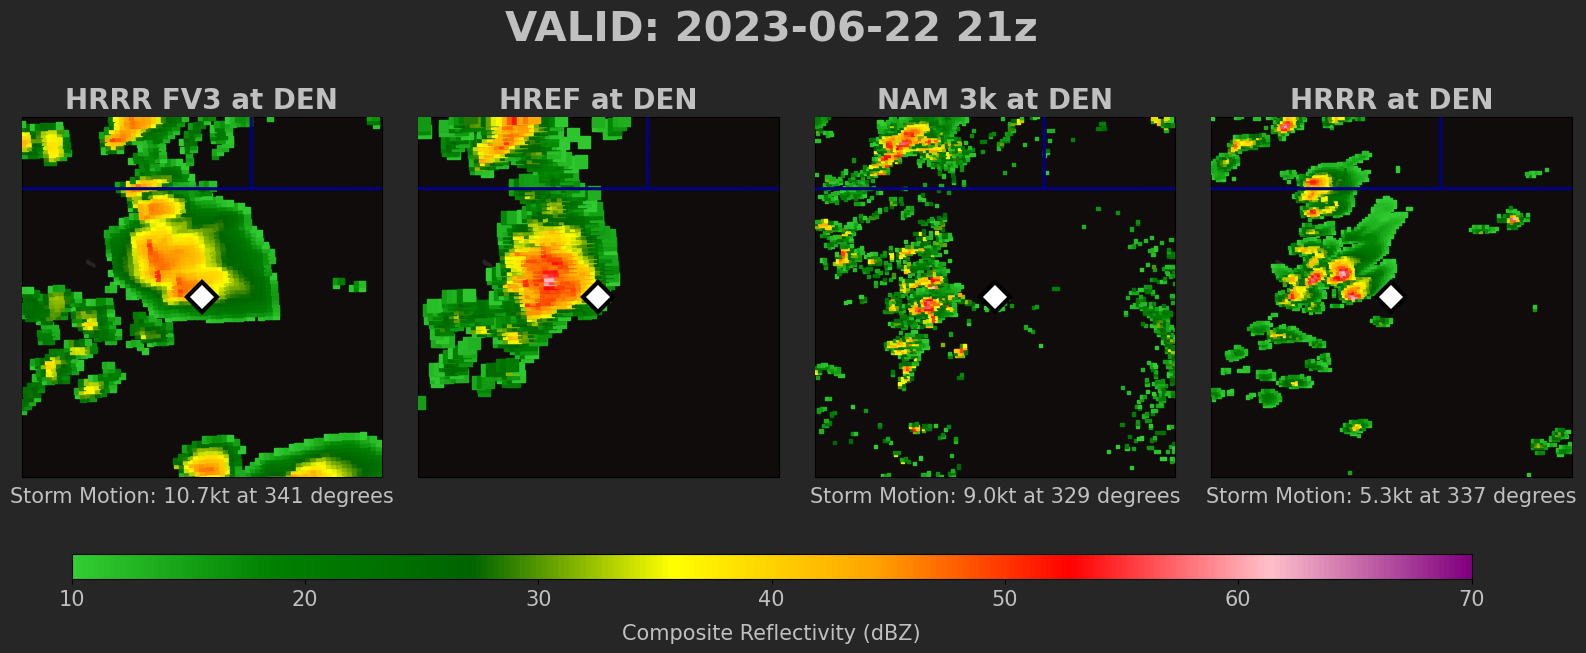 VALID: 2023-06-22 21z
HRRR FV3 at DEN
HREF at DEN
NAM 3k at DEN
HRRR at DEN
Storm Motion: 10.7kt at 341 degrees
Storm Motion: 9.0kt at 329 degrees
Storm Motion: 5.3kt at 337 degrees
10 20 30 40 50 60 70
Composite Reflectivity (dBZ)